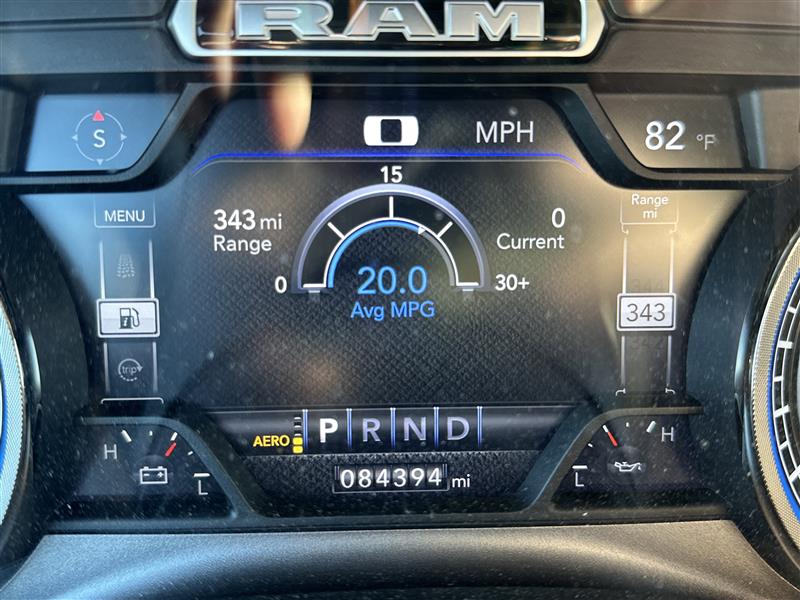 RAM
S
MPH
82 °F
MENU
15
343 mi
Range
0
Current
Range
mi
0
30+
20.0
Avg MPG
343
trip
AERO
P R N D
H
L
H
L
084394 mi